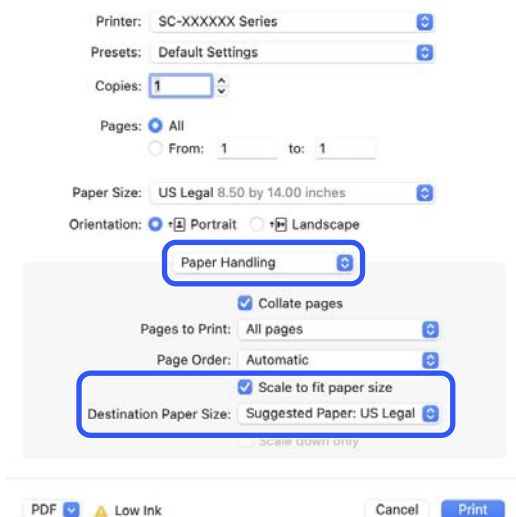 Printer: SC-XXXXXX Series
Presets: Default Settings
Copies: 1
Pages: All
From: 1 to: 1
Paper Size: US Legal 8.50 by 14.00 inches
Orientation: Portrait Landscape
Paper Handling
Collate pages
Pages to Print: All pages
Page Order: Automatic
Scale to fit paper size
Destination Paper Size: Suggested Paper: US Legal
Scale down only
PDF Low Ink Cancel Print